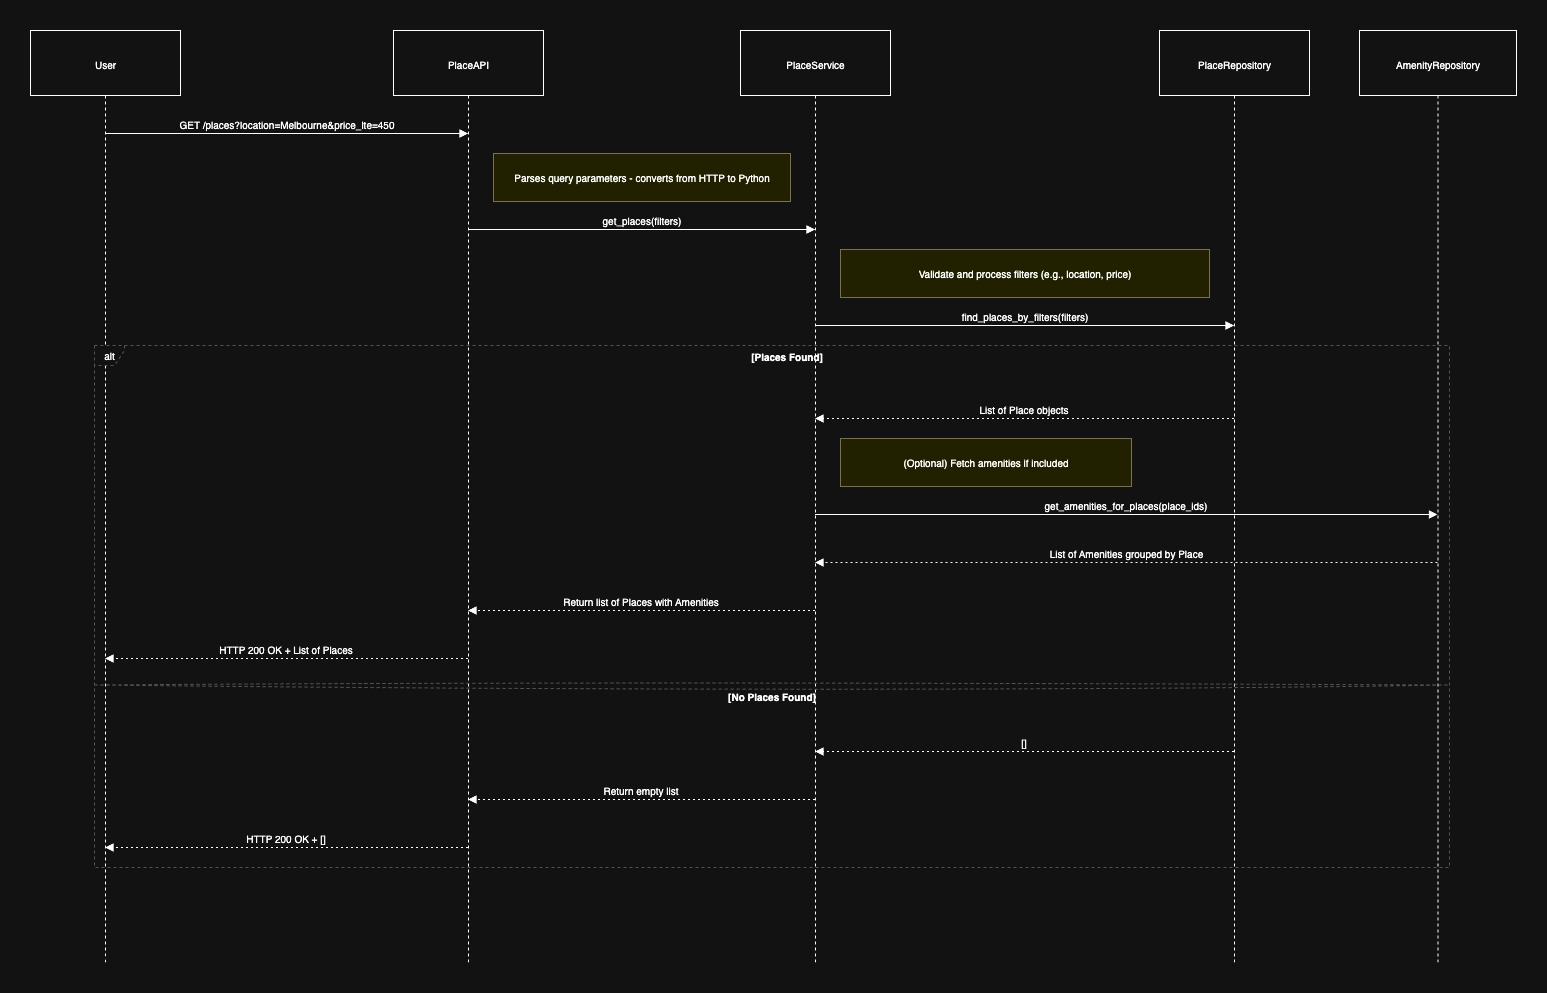 User
PlaceAPI
PlaceService
PlaceRepository
AmenityRepository
GET /places?location=Melbourne&price_lte=450
Parses query parameters - converts from HTTP to Python
get_places(filters)
Validate and process filters (e.g., location, price)
find_places_by_filters(filters)
alt
[Places Found]
List of Place objects
(Optional) Fetch amenities if included
get_amenities_for_places(place_ids)
List of Amenities grouped by Place
Return list of Places with Amenities
HTTP 200 OK + List of Places
[No Places Found]
[]
Return empty list
HTTP 200 OK + []